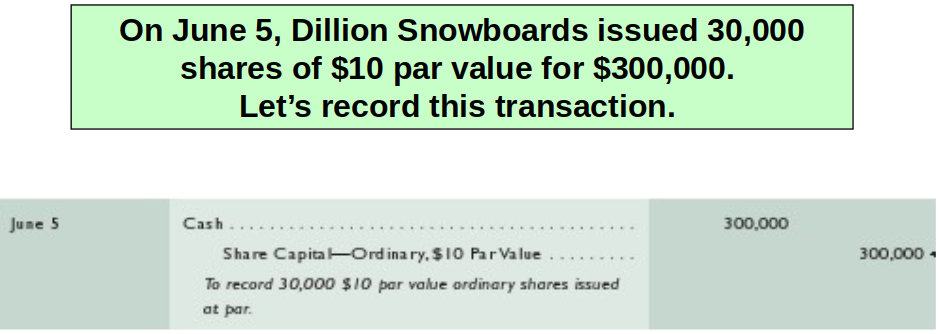 On June 5, Dillion Snowboards issued 30,000
shares of $10 par value for $300,000.
Let’s record this transaction.
June 5 Cash . . . . . . . . . . . . . . . . . . . . . . . . . . . . . . . . . . . . . . . 300,000
Share Capital—Ordinary, $10 Par Value . . . . . . . . . 300,000
To record 30,000 $10 par value ordinary shares issued
at par.